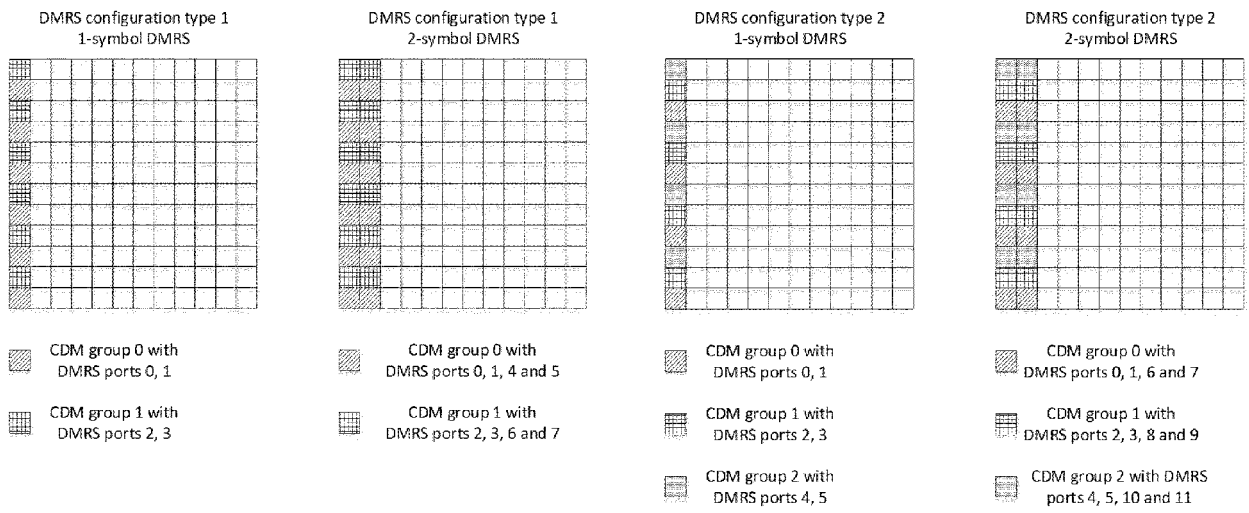 DMRS configuration type 1
1-symbol DMRS
DMRS configuration type 1
2-symbol DMRS
DMRS configuration type 2
1-symbol DMRS
DMRS configuration type 2
2-symbol DMRS
CDM group 0 with
DMRS ports 0, 1
CDM group 0 with
DMRS ports 0, 1, 4 and 5
CDM group 0 with
DMRS ports 0, 1
CDM group 0 with
DMRS ports 0, 1, 6 and 7
CDM group 1 with
DMRS ports 2, 3
CDM group 1 with
DMRS ports 2, 3, 6 and 7
CDM group 1 with
DMRS ports 2, 3
CDM group 1 with
DMRS ports 2, 3, 8 and 9
CDM group 2 with
DMRS ports 4, 5
CDM group 2 with DMRS
ports 4, 5, 10 and 11